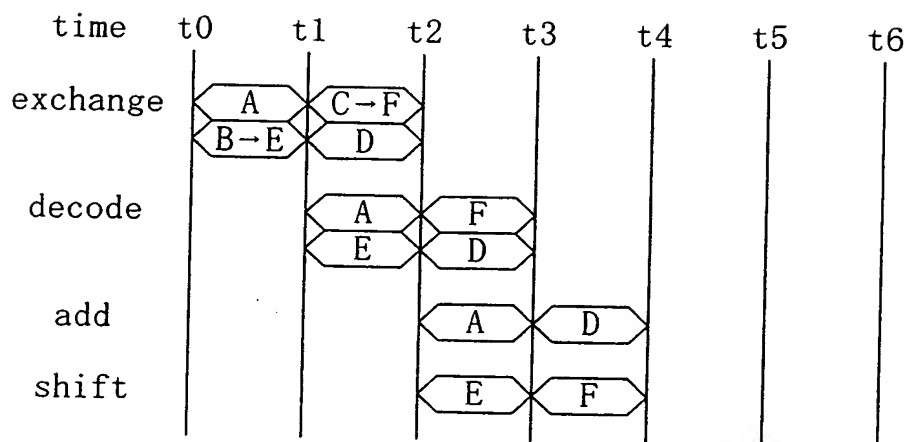 time t0 t1 t2 t3 t4 t5 t6
exchange A C→F
B→E D
decode A F
E D
add A D
shift E F